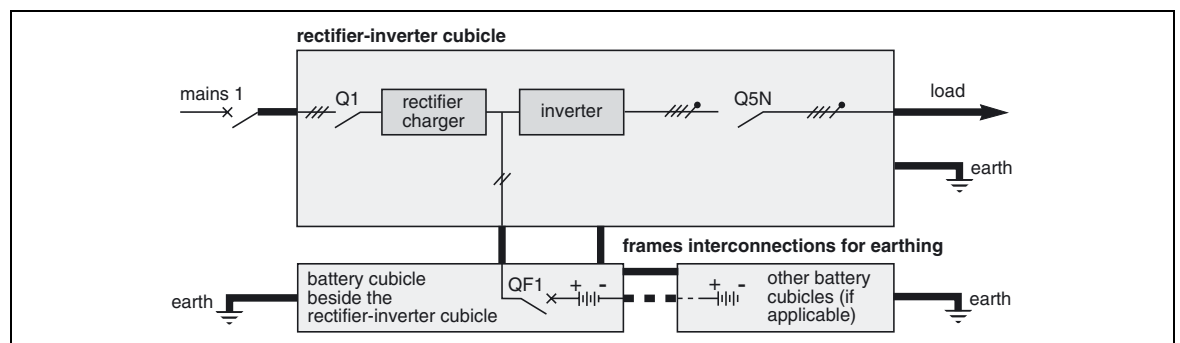 rectifier-inverter cubicle
mains 1
Q1
rectifier
charger
inverter
Q5N
load
earth
frames interconnections for earthing
battery cubicle
beside the
rectifier-inverter cubicle
QF1
+ -
+ -
other battery
cubicles (if
applicable)
earth
earth